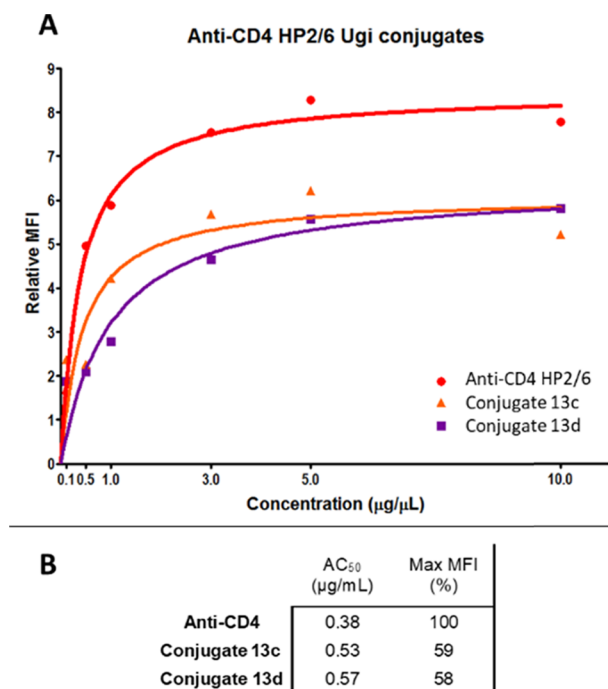 A
Anti-CD4 HP2/6 Ugi conjugates
9
8
7
6
5
4
3
2
1
0
Relative MFI
0.1 0.5 1.0 3.0 5.0 10.0
Concentration (μg/μL)
Anti-CD4 HP2/6
Conjugate 13c
Conjugate 13d
B
AC₅₀ Max MFI
(μg/mL) (%)
Anti-CD4 0.38 100
Conjugate 13c 0.53 59
Conjugate 13d 0.57 58